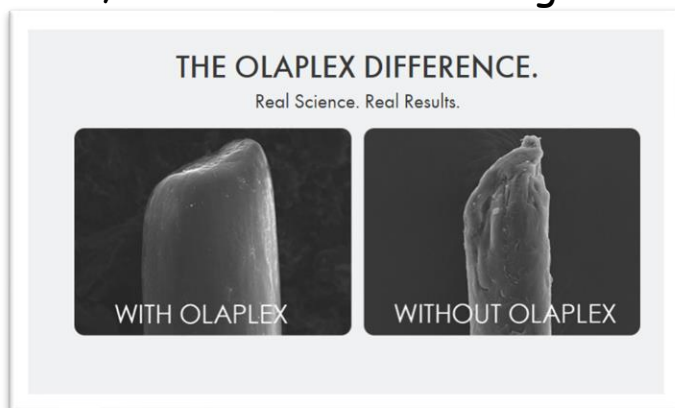 THE OLAPLEX DIFFERENCE.
Real Science. Real Results.
WITH OLAPLEX
WITHOUT OLAPLEX